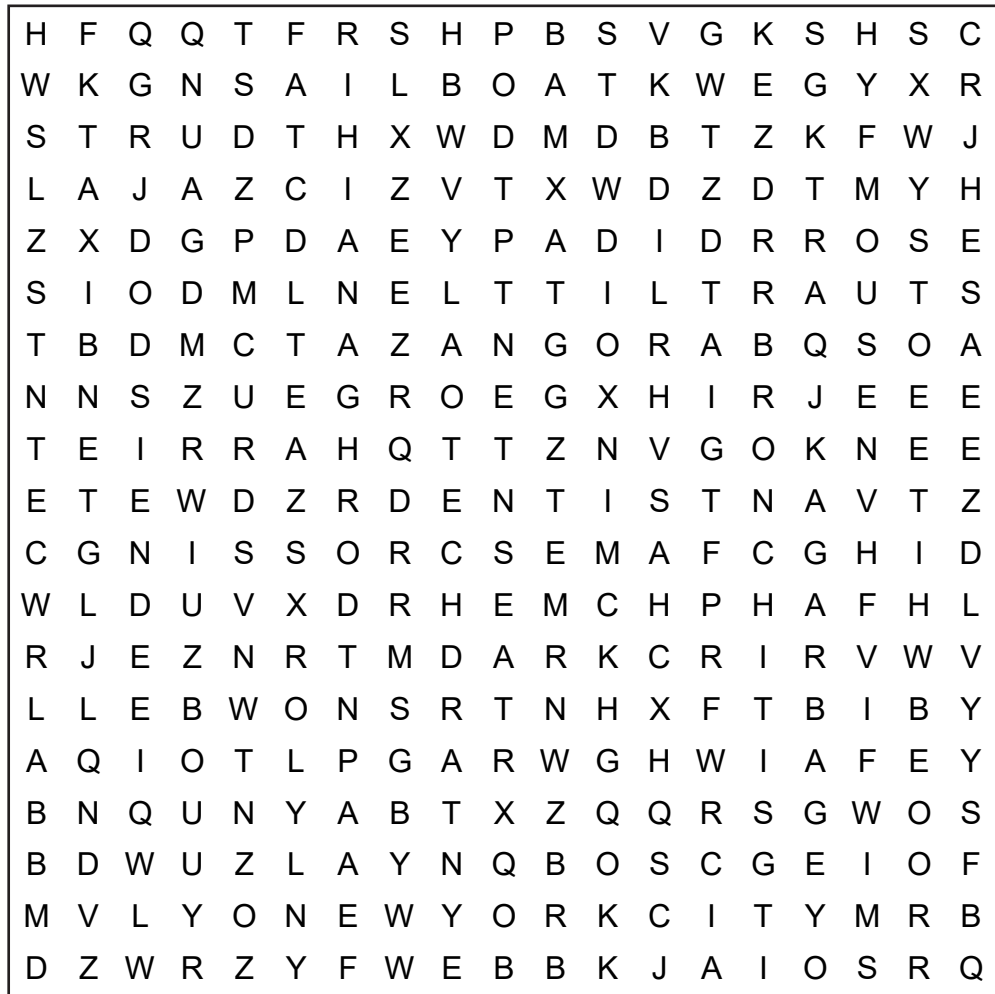 H F Q Q T F R S H P B S V G K S H S C
W K G N S A I L B O A T K W E G Y X R
S T R U D T H X W D M D B T Z K F W J
L A J A Z C I Z V T X W D Z D T M Y H
Z X D G P D A E Y P A D I D R R O S E
S I O D M L N E L T T I L T R A U T S
T B D M C T A Z A N G O R A B Q S O A
N N S Z U E G R O E G X H I R J E E E
T E I R R A H Q T T Z N V G O K N E E
E T E W D Z R D E N T I S T N A V T Z
C G N I S S O R C S E M A F C G H I D
W L D U V X D R H E M C H P H A F H L
R J E Z N R T M D A R K C R I R V W V
L L E B W O N S R T N H X F T B I B Y
A Q I O T L P G A R W G H W I A F E Y
B N Q U N Y A B T X Z Q Q R S G W O S
B D W U Z L A Y N Q B O S C G E I O F
M V L Y O N E W Y O R K C I T Y M R B
D Z W R Z Y F W E B B K J A I O S R Q